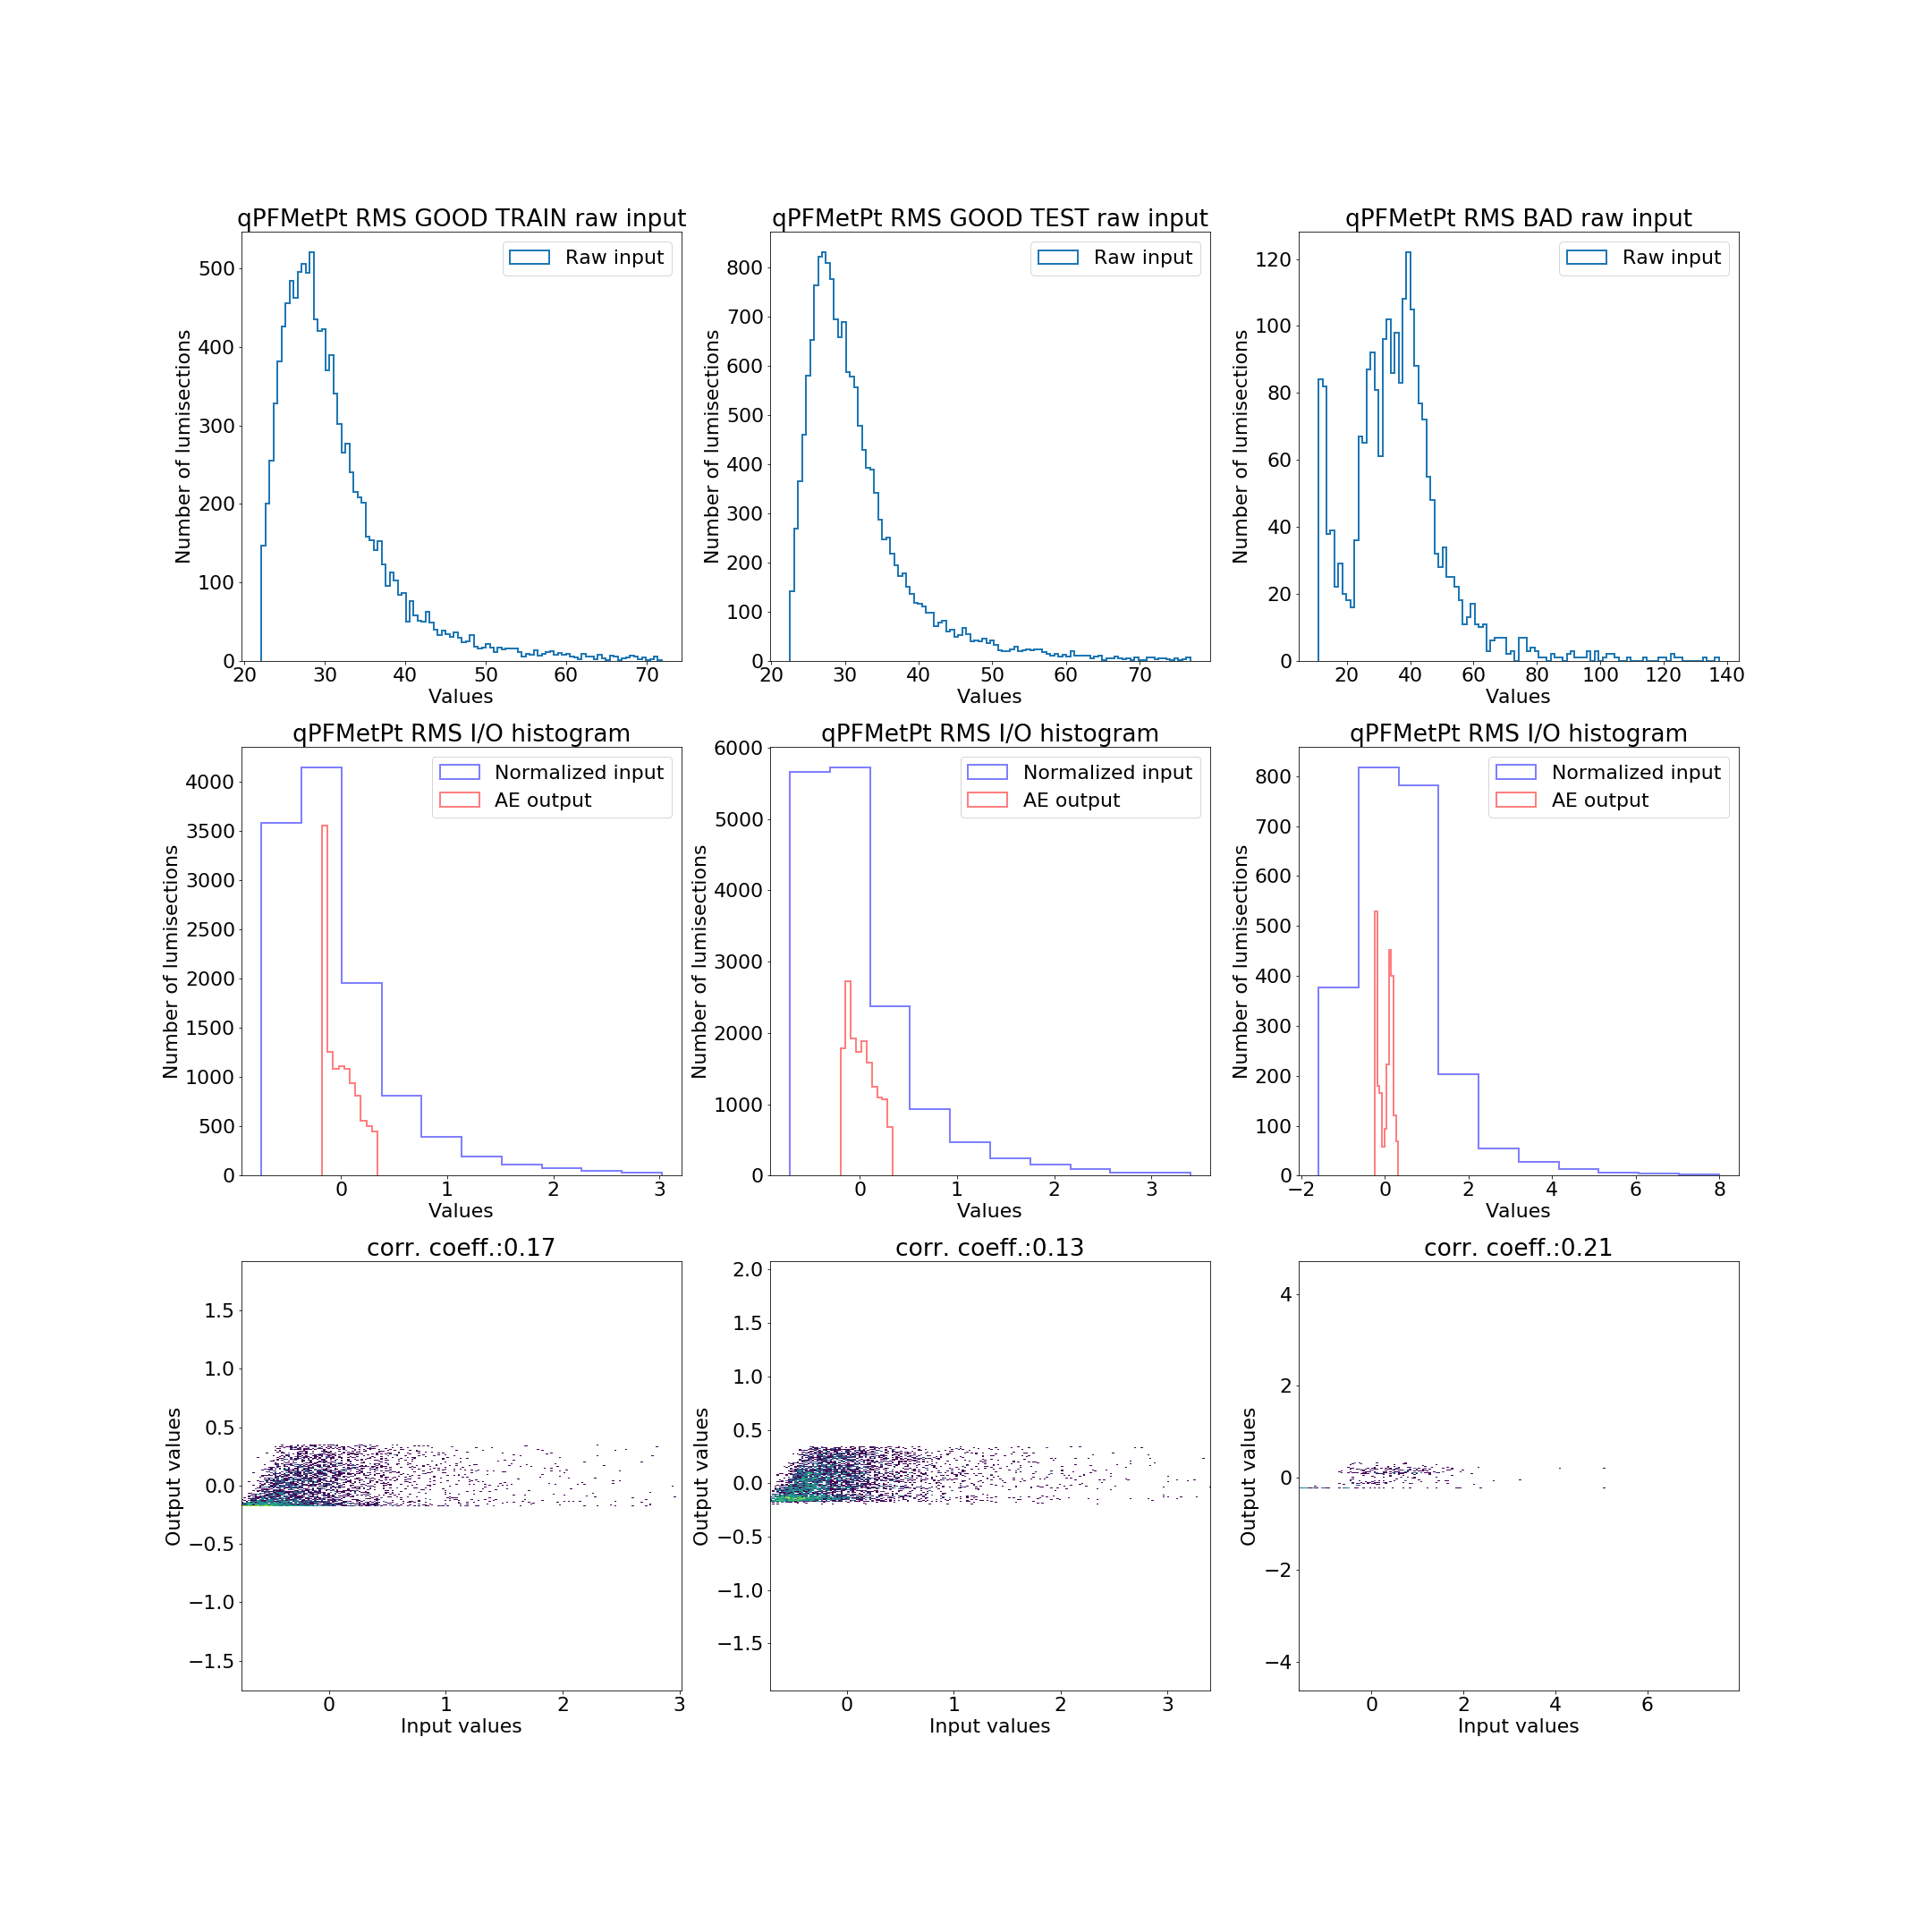 qPFMetPt RMS GOOD TRAIN raw input
Raw input
Number of lumisections
500
400
300
200
100
0
20 30 40 50 60 70
Values
qPFMetPt RMS GOOD TEST raw input
Raw input
Number of lumisections
800
700
600
500
400
300
200
100
0
20 30 40 50 60 70
Values
qPFMetPt RMS BAD raw input
Raw input
Number of lumisections
120
100
80
60
40
20
0
20 40 60 80 100 120 140
Values
qPFMetPt RMS I/O histogram
Normalized input
AE output
Number of lumisections
4000
3500
3000
2500
2000
1500
1000
500
0
0 1 2 3
Values
qPFMetPt RMS I/O histogram
Normalized input
AE output
Number of lumisections
6000
5000
4000
3000
2000
1000
0
0 1 2 3
Values
qPFMetPt RMS I/O histogram
Normalized input
AE output
Number of lumisections
800
700
600
500
400
300
200
100
0
−2 0 2 4 6 8
Values
corr. coeff.:0.17
Output values
1.5
1.0
0.5
0.0
−0.5
−1.0
−1.5
0 1 2 3
Input values
corr. coeff.:0.13
Output values
2.0
1.5
1.0
0.5
0.0
−0.5
−1.0
−1.5
0 1 2 3
Input values
corr. coeff.:0.21
Output values
4
2
0
−2
−4
0 2 4 6
Input values